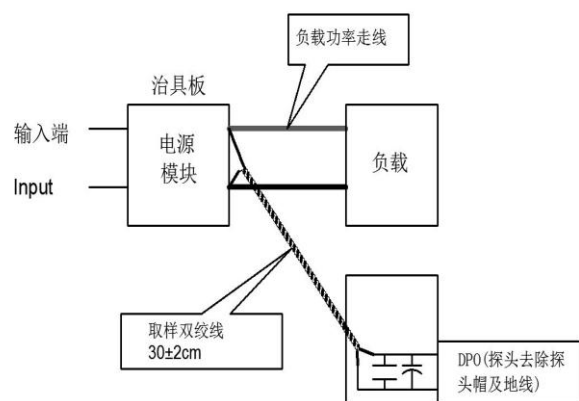 负载功率走线
治具板
输入端
Input
电源
模块
负载
取样双绞线
30±2cm
DPO(探头去除探
头帽及地线)